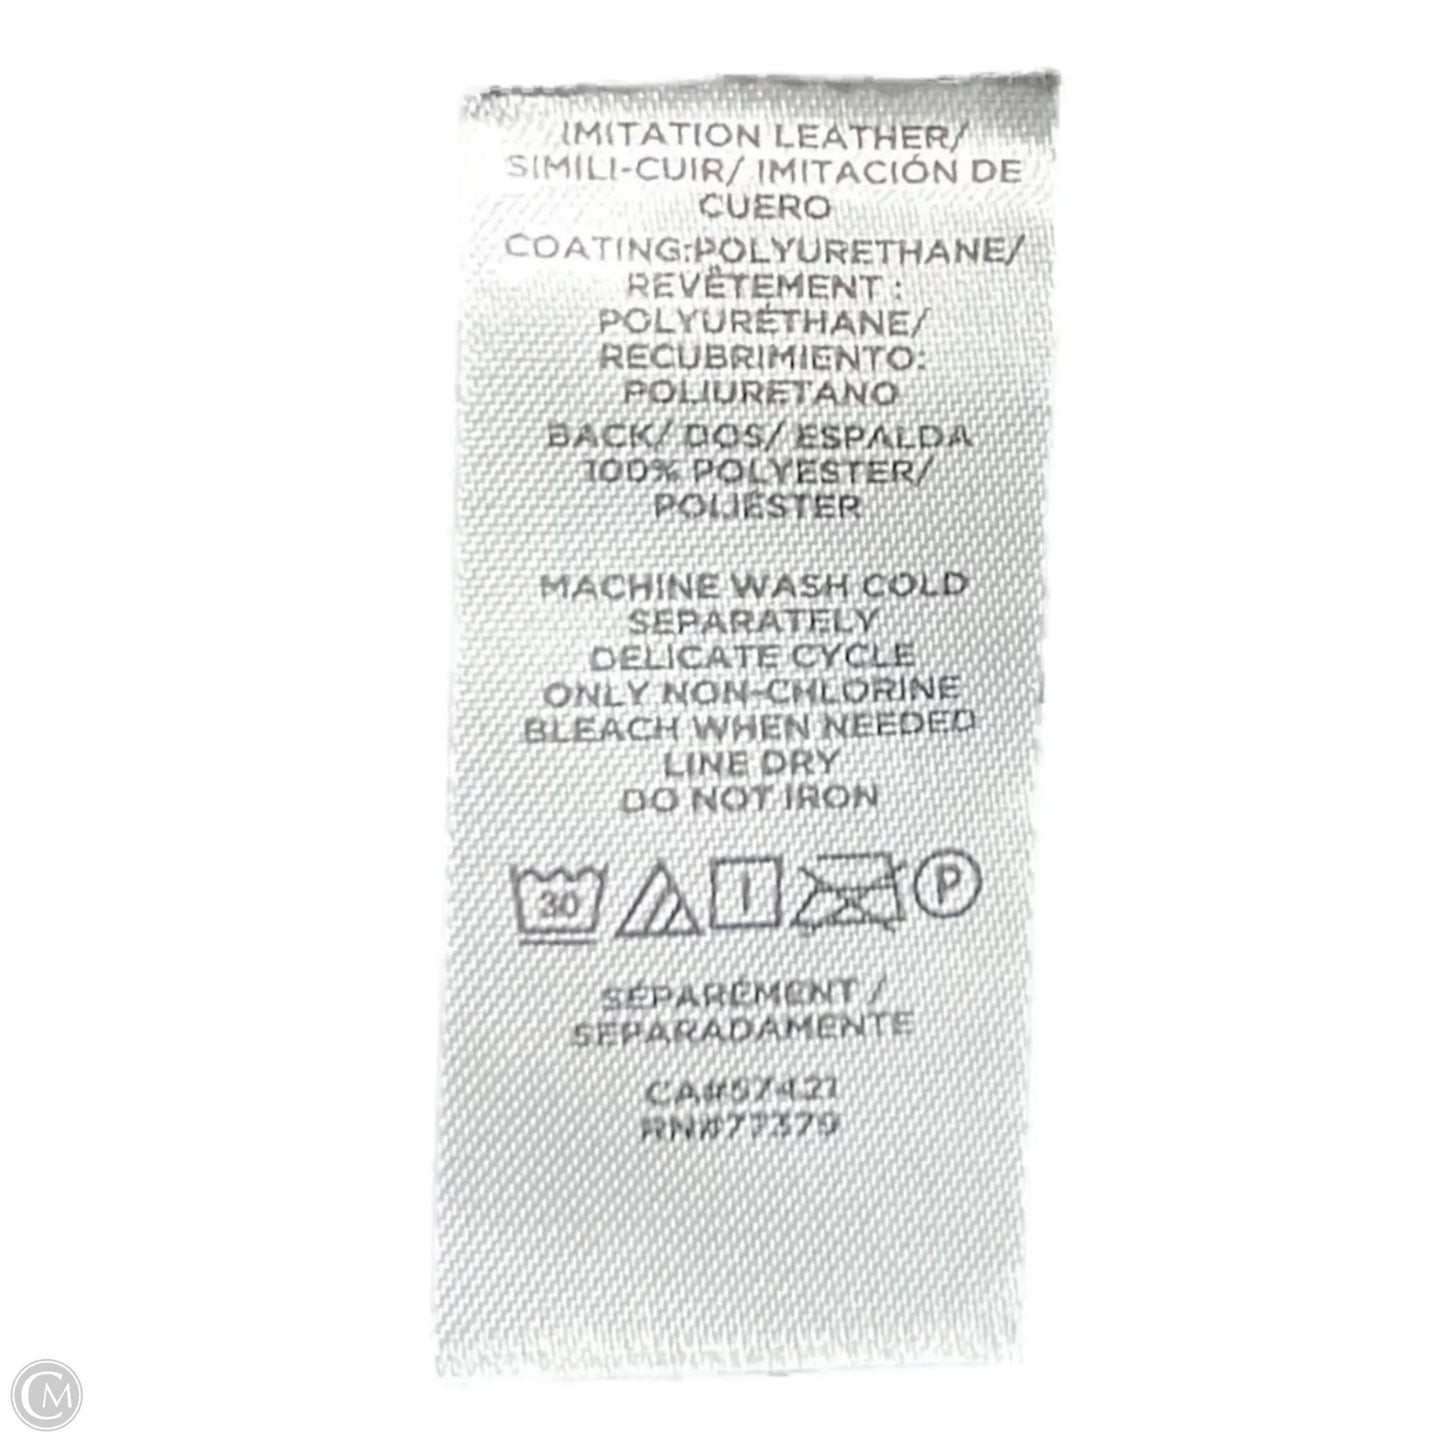 IMITATION LEATHER/
SIMILI-CUIR/ IMITACIÓN DE
CUERO
COATING:POLYURETHANE/
REVÊTEMENT :
POLYURÉTHANE/
RECUBRIMIENTO:
POLIURETANO
BACK/ DOS/ ESPALDA
100% POLYESTER/
POLIÉSTER
MACHINE WASH COLD
SEPARATELY
DELICATE CYCLE
ONLY NON-CHLORINE
BLEACH WHEN NEEDED
LINE DRY
DO NOT IRON
30 P
SÉPARÉMENT /
SEPARADAMENTE
CA#57421
RN#77379
CM